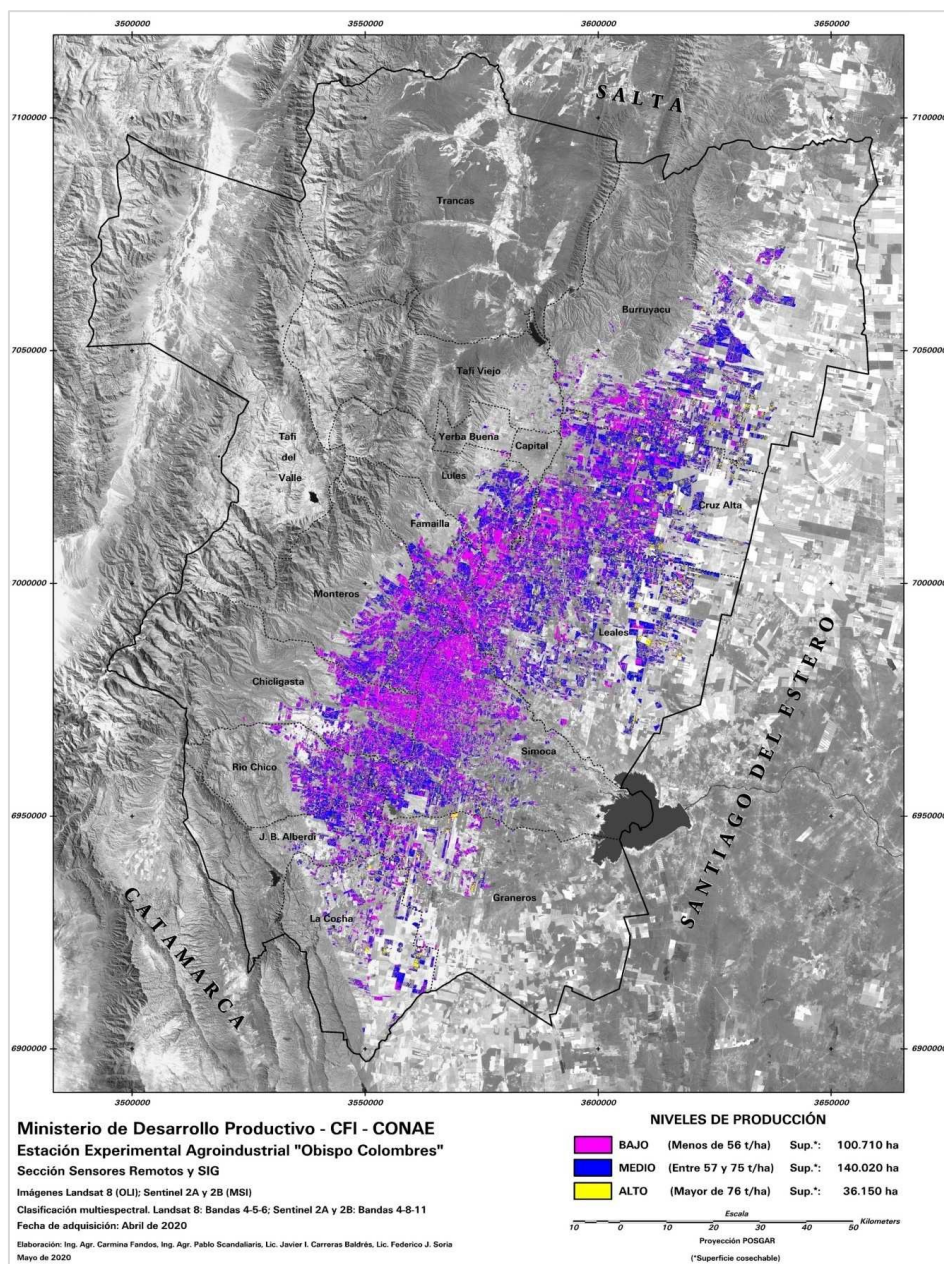 3500000 3550000 3600000 3650000
SALTA
7100000 7100000
Trancas
Burruyacu
7050000 7050000
Tafi Viejo
Yerba Buena
Capital
Tafi
del
Valle
Lules
Cruz Alta
Famailla
7000000 7000000
Monteros
Leales
Chicligasta
SANTIAGO DEL ESTERO
Simoca
Rio Chico
6950000 6950000
J. B. Alberdi
Graneros
La Cocha
CATAMARCA
6900000 6900000
3500000 3550000 3600000 3650000
Ministerio de Desarrollo Productivo - CFI - CONAE
Estación Experimental Agroindustrial "Obispo Colombres"
Sección Sensores Remotos y SIG
Imágenes Landsat 8 (OLI); Sentinel 2A y 2B (MSI)
Clasificación multiespectral. Landsat 8: Bandas 4-5-6; Sentinel 2A y 2B: Bandas 4-8-11
Fecha de adquisición: Abril de 2020
Elaboración: Ing. Agr. Carmina Fandos, Ing. Agr. Pablo Scandaliaris, Lic. Javier I. Carreras Baldrés, Lic. Federico J. Soria
Mayo de 2020
NIVELES DE PRODUCCIÓN
BAJO (Menos de 56 t/ha) Sup.*: 100.710 ha
MEDIO (Entre 57 y 75 t/ha) Sup.*: 140.020 ha
ALTO (Mayor de 76 t/ha) Sup.*: 36.150 ha
Escala
10 0 10 20 30 40 50 Kilometers
Proyección POSGAR
(*Superficie cosechable)